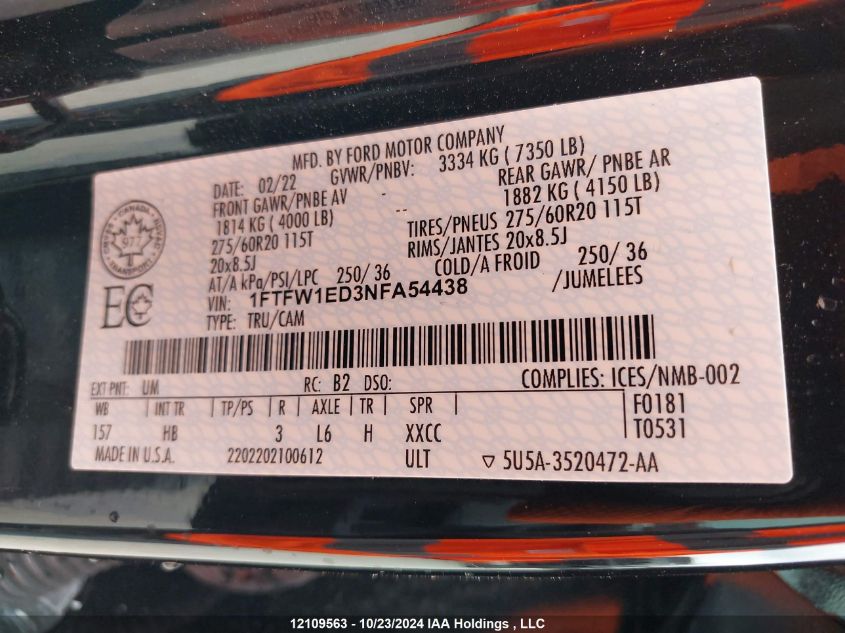 MFD. BY FORD MOTOR COMPANY
DATE: 02/22 GVWR/PNBV: 3334 KG ( 7350 LB)
FRONT GAWR/PNBE AV - REAR GAWR/ PNBE AR
1814 KG ( 4000 LB) -- 1882 KG ( 4150 LB)
275/60R20 115T TIRES/PNEUS 275/60R20 115T
20x8.5J RIMS/JANTES 20x8.5J
AT/A kPa/PSI/LPC 250/ 36 COLD/A FROID 250/ 36
VIN: 1FTFW1ED3NFA54438 /JUMELEES
TYPE: TRU/CAM
CANADA
TRANSPORT
977
EC
EXT PNT: UM RC: B2 DSO: COMPLIES: ICES/NMB-002
WB INT TR TP/PS R AXLE TR SPR F0181
157 HB 3 L6 H XXCC T0531
MADE IN U.S.A. 2202202100612 ULT ▽ 5U5A-3520472-AA
12109563 - 10/23/2024 IAA Holdings , LLC